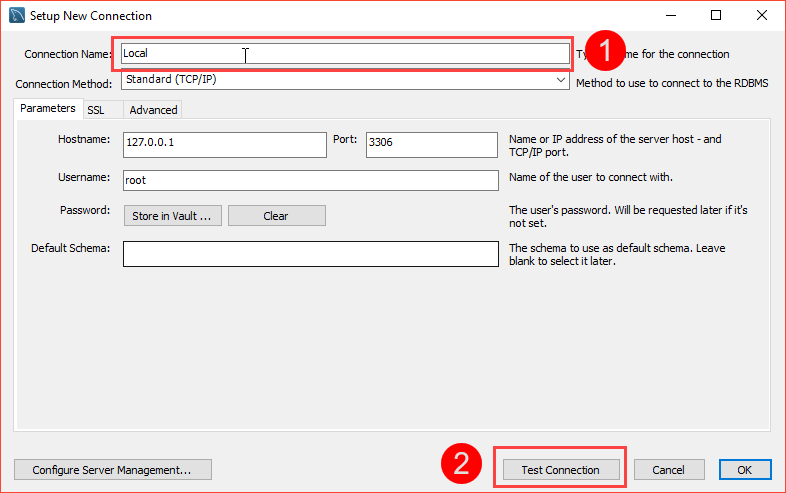 Setup New Connection
Connection Name: Local 1 Ty me for the connection
Connection Method: Standard (TCP/IP) Method to use to connect to the RDBMS
Parameters SSL Advanced
Hostname: 127.0.0.1 Port: 3306 Name or IP address of the server host - and
TCP/IP port.
Username: root Name of the user to connect with.
Password: Store in Vault ... Clear The user's password. Will be requested later if it's
not set.
Default Schema: The schema to use as default schema. Leave
blank to select it later.
2
Configure Server Management... Test Connection Cancel OK